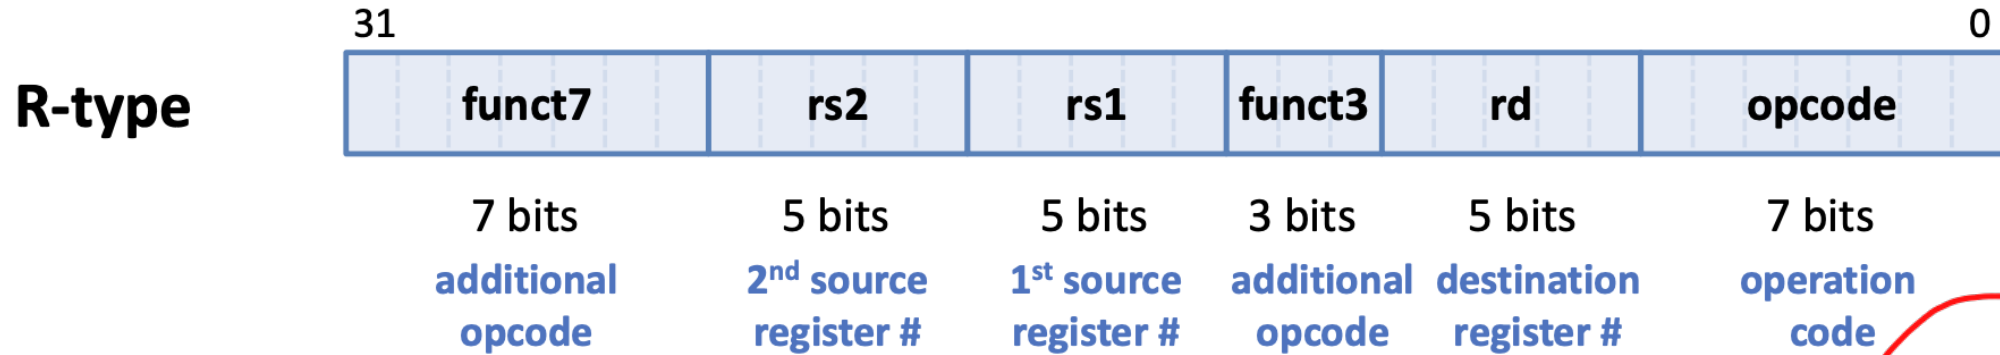 31 0
R-type funct7 rs2 rs1 funct3 rd opcode
7 bits 5 bits 5 bits 3 bits 5 bits 7 bits
additional 2nd source 1st source additional destination operation
opcode register # register # opcode register # code